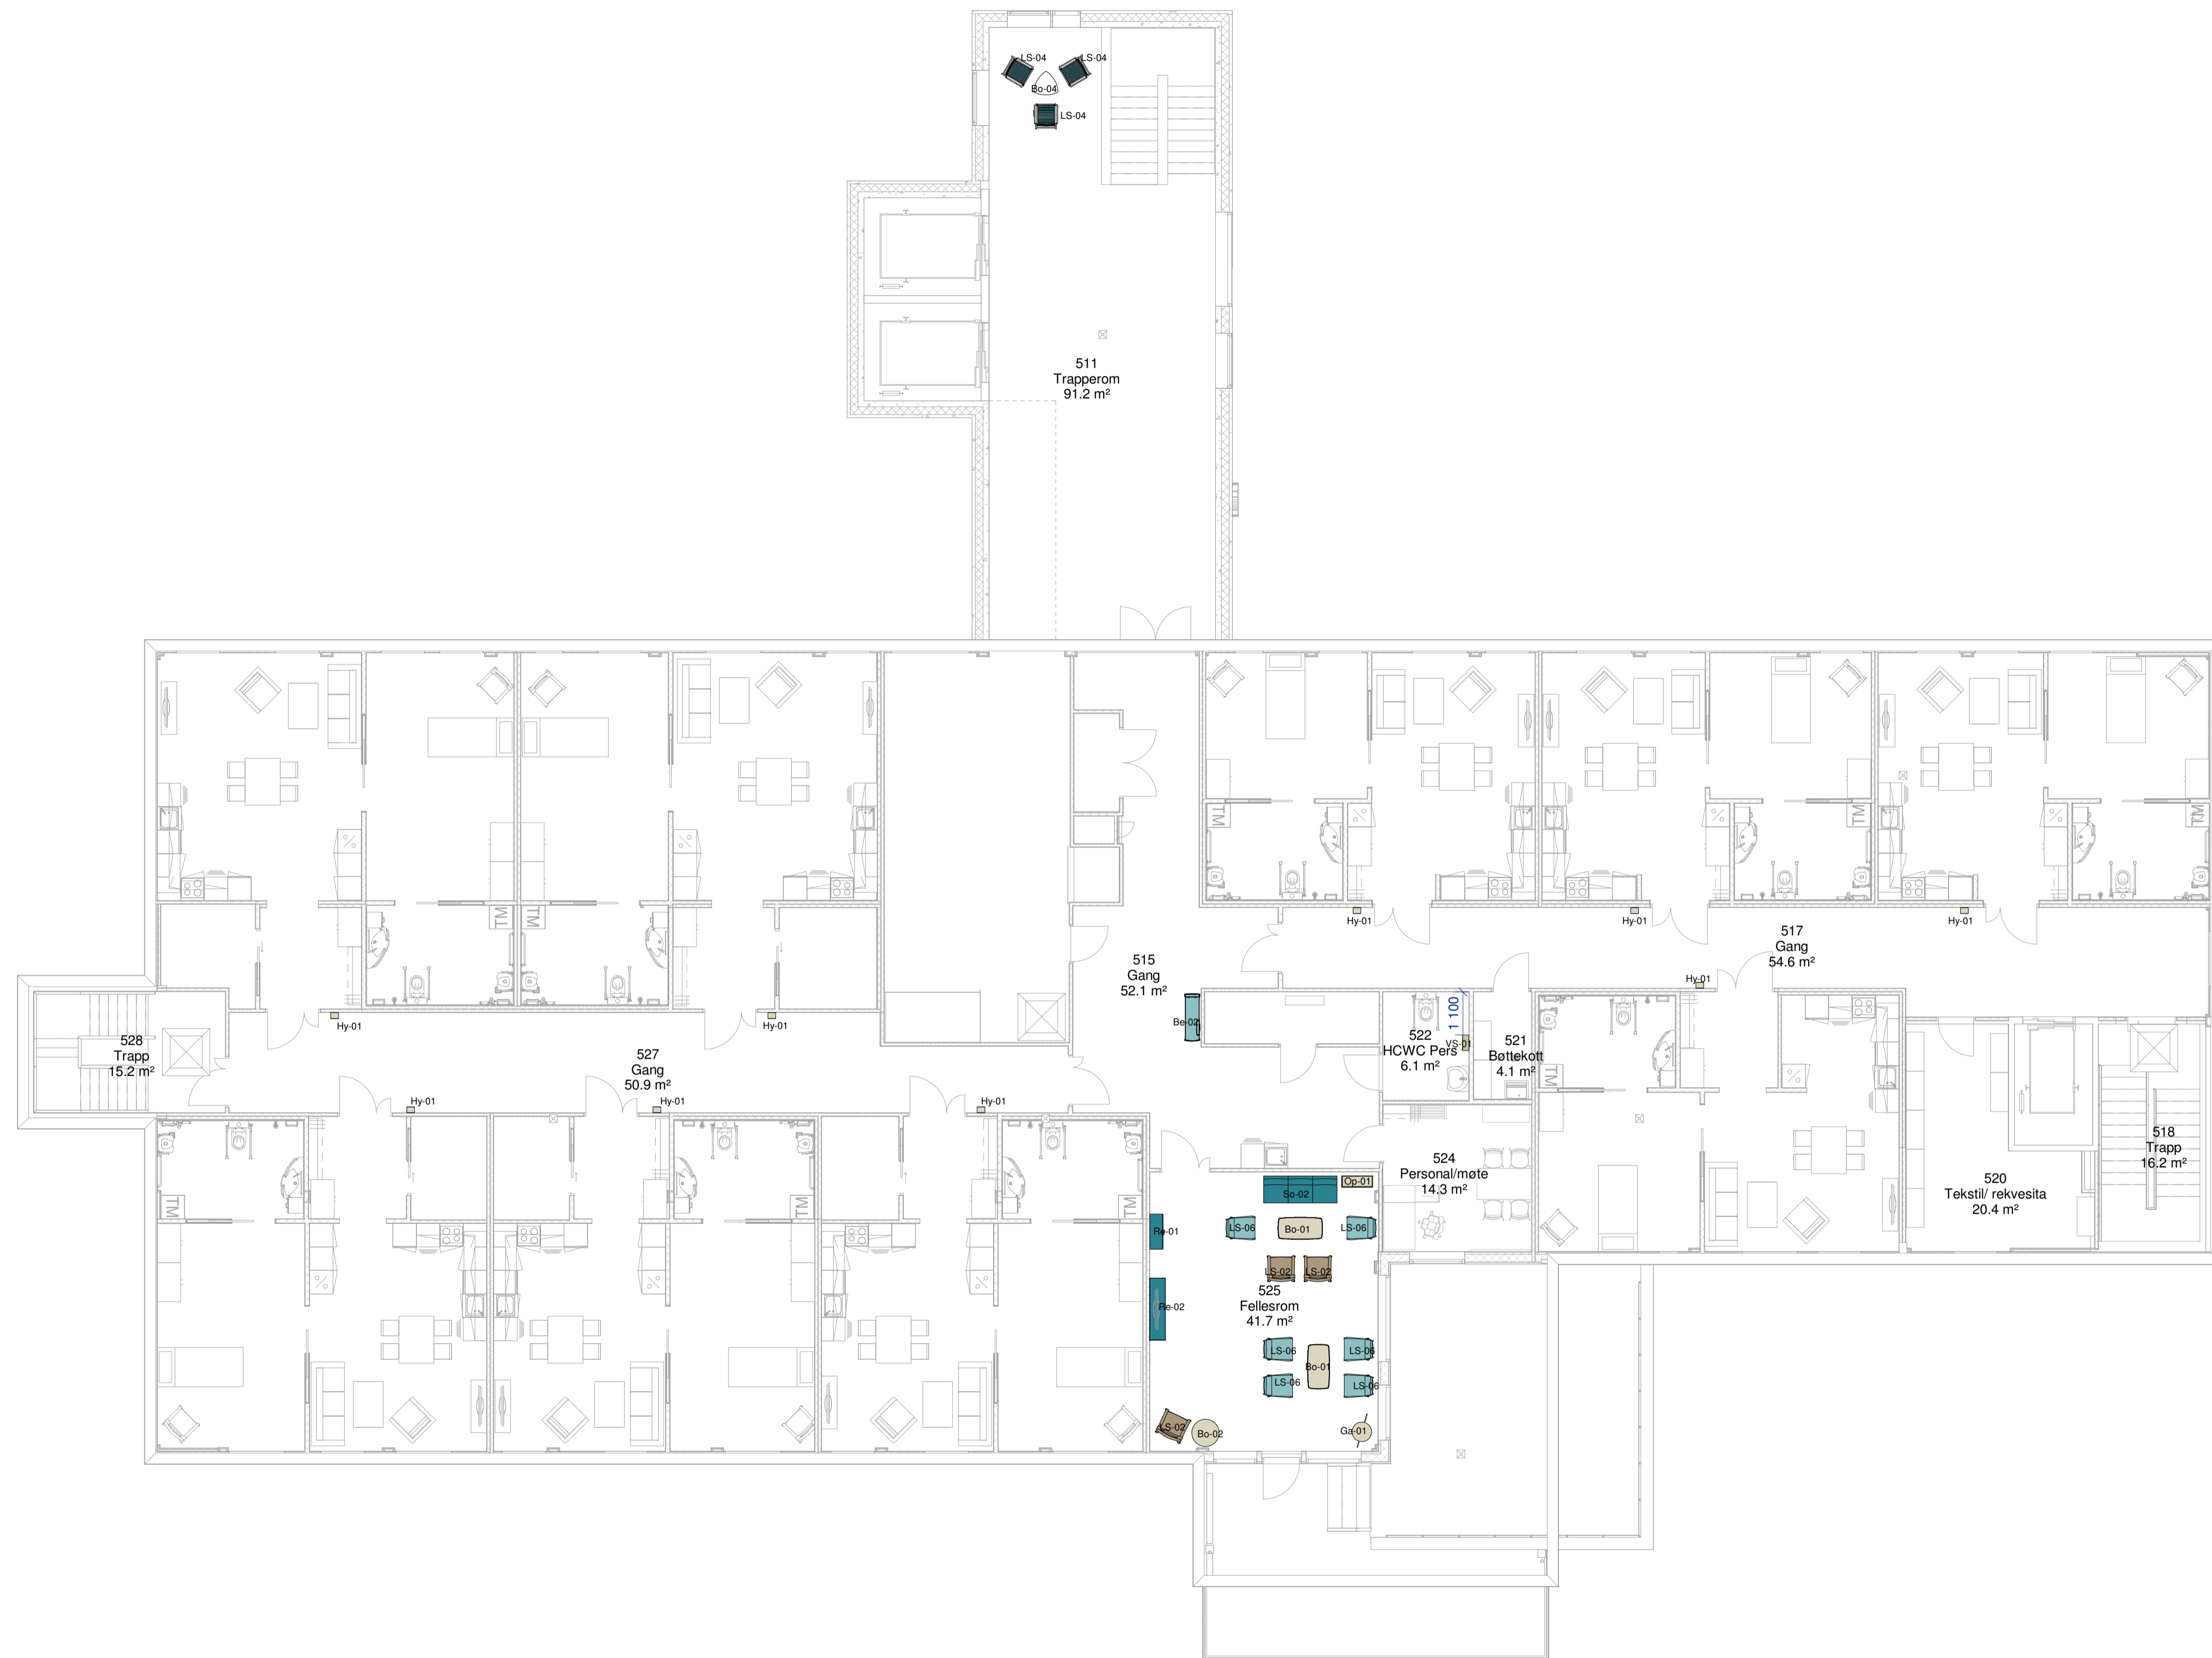 LS-04
LS-04
Bo-04
LS-04
511
Trapperom
91.2 m²
TM
TM
TM
TM
TM
Hy-01
Hy-01
Hy-01
517
Gang
54.6 m²
515
Gang
52.1 m²
Hy-01
Be-02
Hy-01
Hy-01
1 100
VS-01
522
HCWC Pers
6.1 m²
521
Bøttekott
4.1 m²
528
Trapp
15.2 m²
527
Gang
50.9 m²
TM
Hy-01
Hy-01
Hy-01
518
Trapp
16.2 m²
524
Personal/møte
14.3 m²
520
Tekstil/ rekvesita
20.4 m²
TM
TM
TM
So-02
Op-01
Re-01
LS-06
Bo-01
LS-06
LS-02
LS-02
525
Fellesrom
41.7 m²
Re-02
LS-06
LS-06
Bo-01
LS-06
LS-06
LS-02
Bo-02
Ga-01